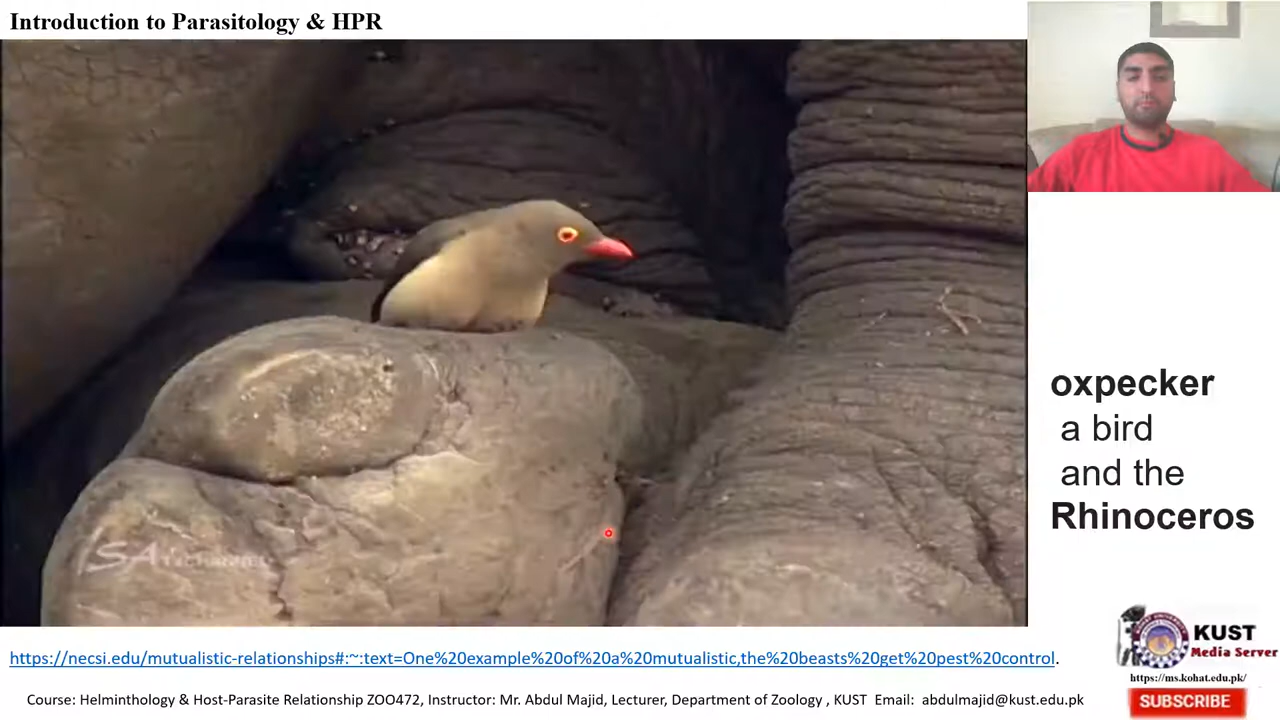 Introduction to Parasitology & HPR
oxpecker
a bird
and the
Rhinoceros
SA
KUST
Media Server
https://ms.kohat.edu.pk/
SUBSCRIBE
https://necsi.edu/mutualistic-relationships#:~:text=One%20example%20of%20a%20mutualistic,the%20beasts%20get%20pest%20control.
Course: Helminthology & Host-Parasite Relationship ZOO472, Instructor: Mr. Abdul Majid, Lecturer, Department of Zoology , KUST Email: abdulmajid@kust.edu.pk